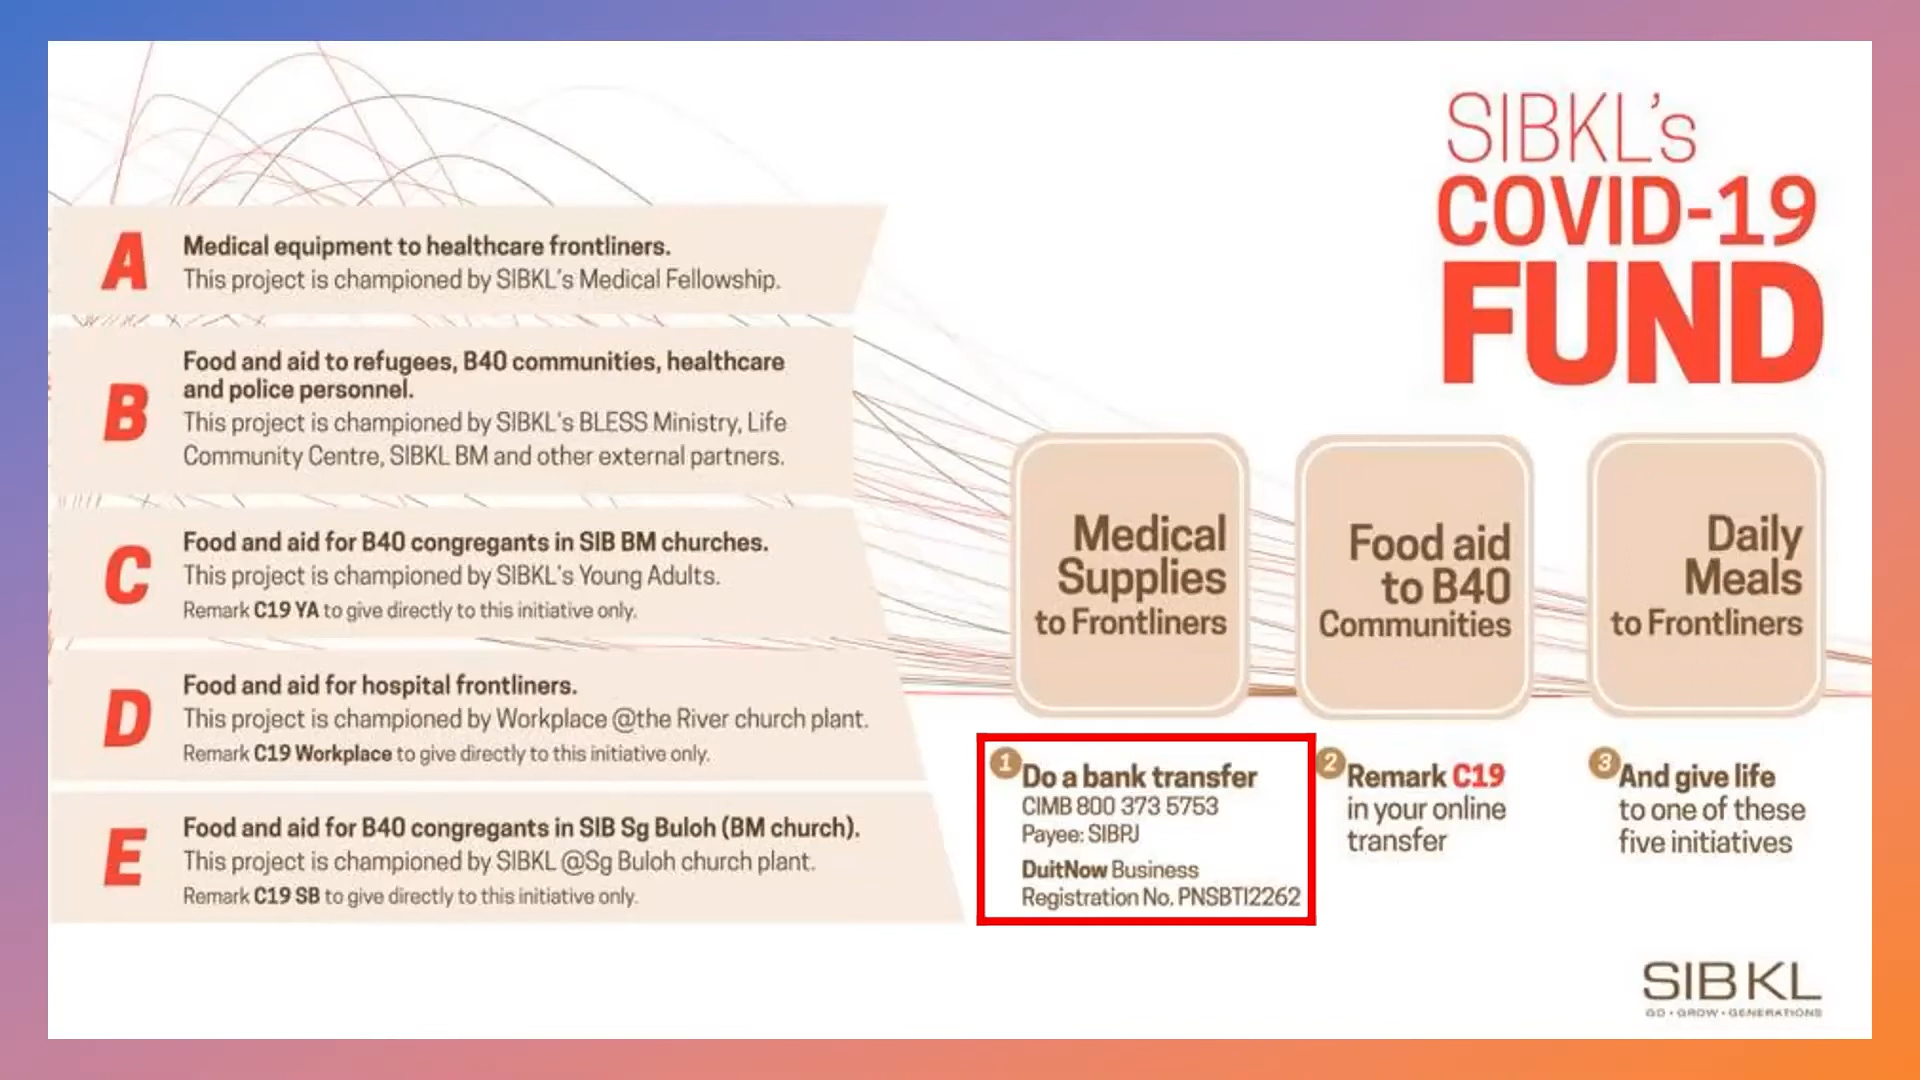 SIBKL's
COVID-19
FUND
A
Medical equipment to healthcare frontliners.
This project is championed by SIBKL's Medical Fellowship.
B
Food and aid to refugees, B40 communities, healthcare
and police personnel.
This project is championed by SIBKL's BLESS Ministry, Life
Community Centre, SIBKL BM and other external partners.
C
Food and aid for B40 congregants in SIB BM churches.
This project is championed by SIBKL's Young Adults.
Remark C19 YA to give directly to this initiative only.
D
Food and aid for hospital frontliners.
This project is championed by Workplace @the River church plant.
Remark C19 Workplace to give directly to this initiative only.
E
Food and aid for B40 congregants in SIB Sg Buloh (BM church).
This project is championed by SIBKL @Sg Buloh church plant.
Remark C19 SB to give directly to this initiative only.
Medical
Supplies
to Frontliners
Food aid
to B40
Communities
Daily
Meals
to Frontliners
1 Do a bank transfer
CIMB 800 373 5753
Payee: SIBPJ
DuitNow Business
Registration No. PNSBTI2262
2 Remark C19
in your online
transfer
3 And give life
to one of these
five initiatives
SIBKL
GO • GROW • GENERATIONS